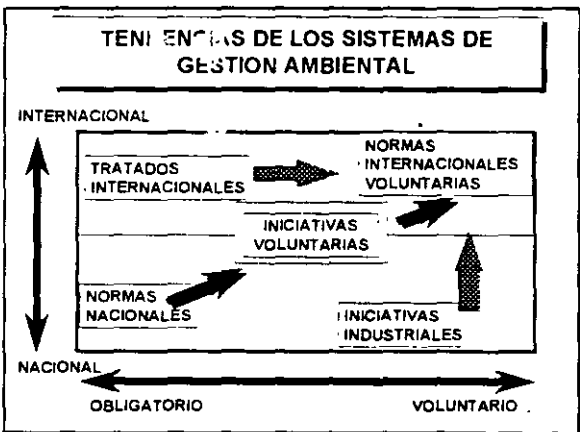 DE LOS SISTEMAS DE
GESTION AMBIENTAL
INTERNACIONAL
TRATADOS
INTERNACIONALES
NORMAS
INTERNACIONALES
VOLUNTARIAS
INICIATIVAS
VOLUNTARIAS
NORMAS
NACIONALES
INICIATIVAS
INDUSTRIALES
NACIONAL
OBLIGATORIO
VOLUNTARIO